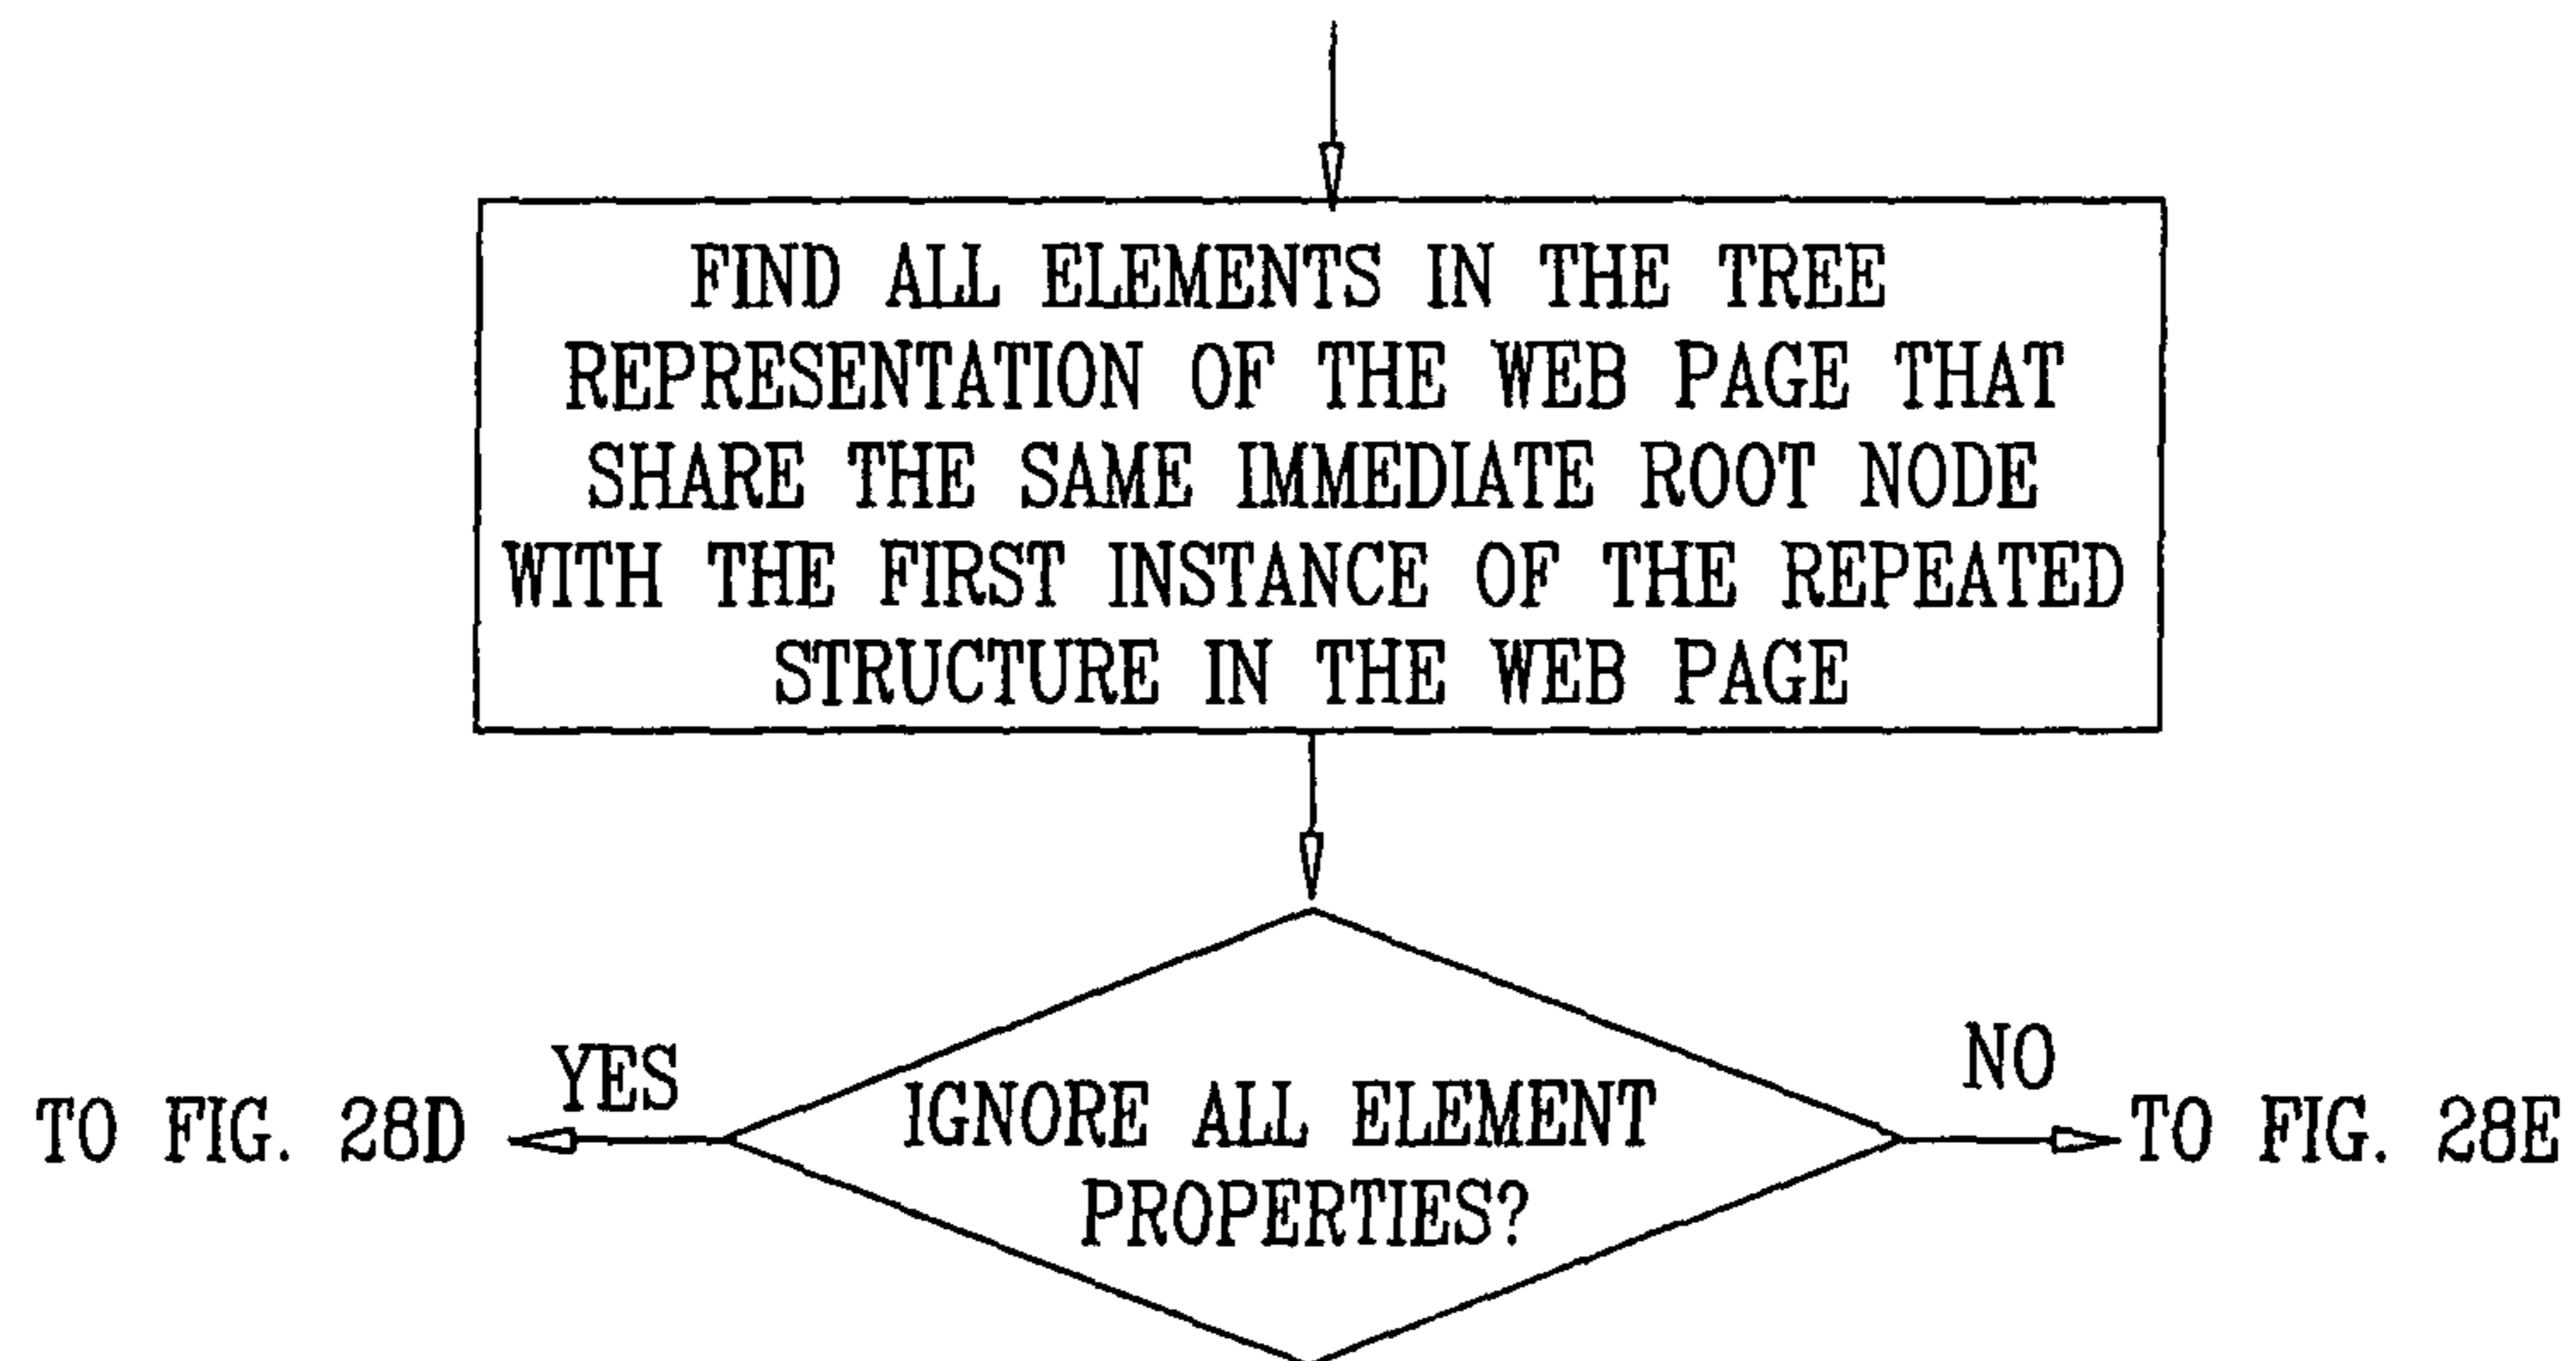 FIND ALL ELEMENTS IN THE TREE
REPRESENTATION OF THE WEB PAGE THAT
SHARE THE SAME IMMEDIATE ROOT NODE
WITH THE FIRST INSTANCE OF THE REPEATED
STRUCTURE IN THE WEB PAGE
YES
NO
TO FIG. 28D
IGNORE ALL ELEMENT
PROPERTIES?
TO FIG. 28E